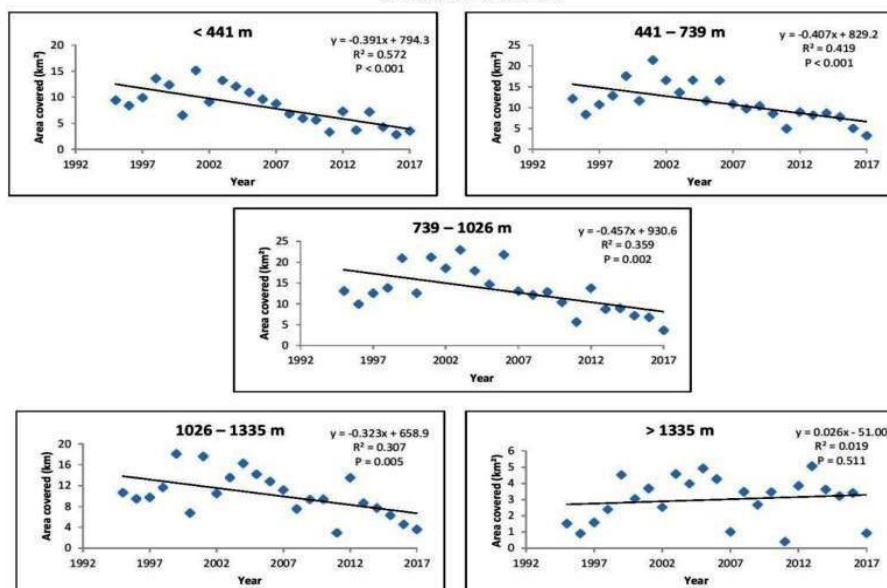 < 441 m
y = -0.391x + 794.3
R² = 0.572
P < 0.001
Area covered (km²)
20
15
10
5
0
1992 1997 2002 2007 2012 2017
Year
441 – 739 m
y = -0.407x + 829.2
R² = 0.419
P < 0.001
Area covered (km²)
25
20
15
10
5
0
1992 1997 2002 2007 2012 2017
Year
739 – 1026 m
y = -0.457x + 930.6
R² = 0.359
P = 0.002
Area covered (km²)
25
20
15
10
5
0
1992 1997 2002 2007 2012 2017
Year
1026 – 1335 m
y = -0.323x + 658.9
R² = 0.307
P = 0.005
Area covered (km)
20
16
12
8
4
0
1992 1997 2002 2007 2012 2017
Year
> 1335 m
y = 0.026x - 51.00
R² = 0.019
P = 0.511
Area covered (km²)
6
5
4
3
2
1
0
1992 1997 2002 2007 2012 2017
Year